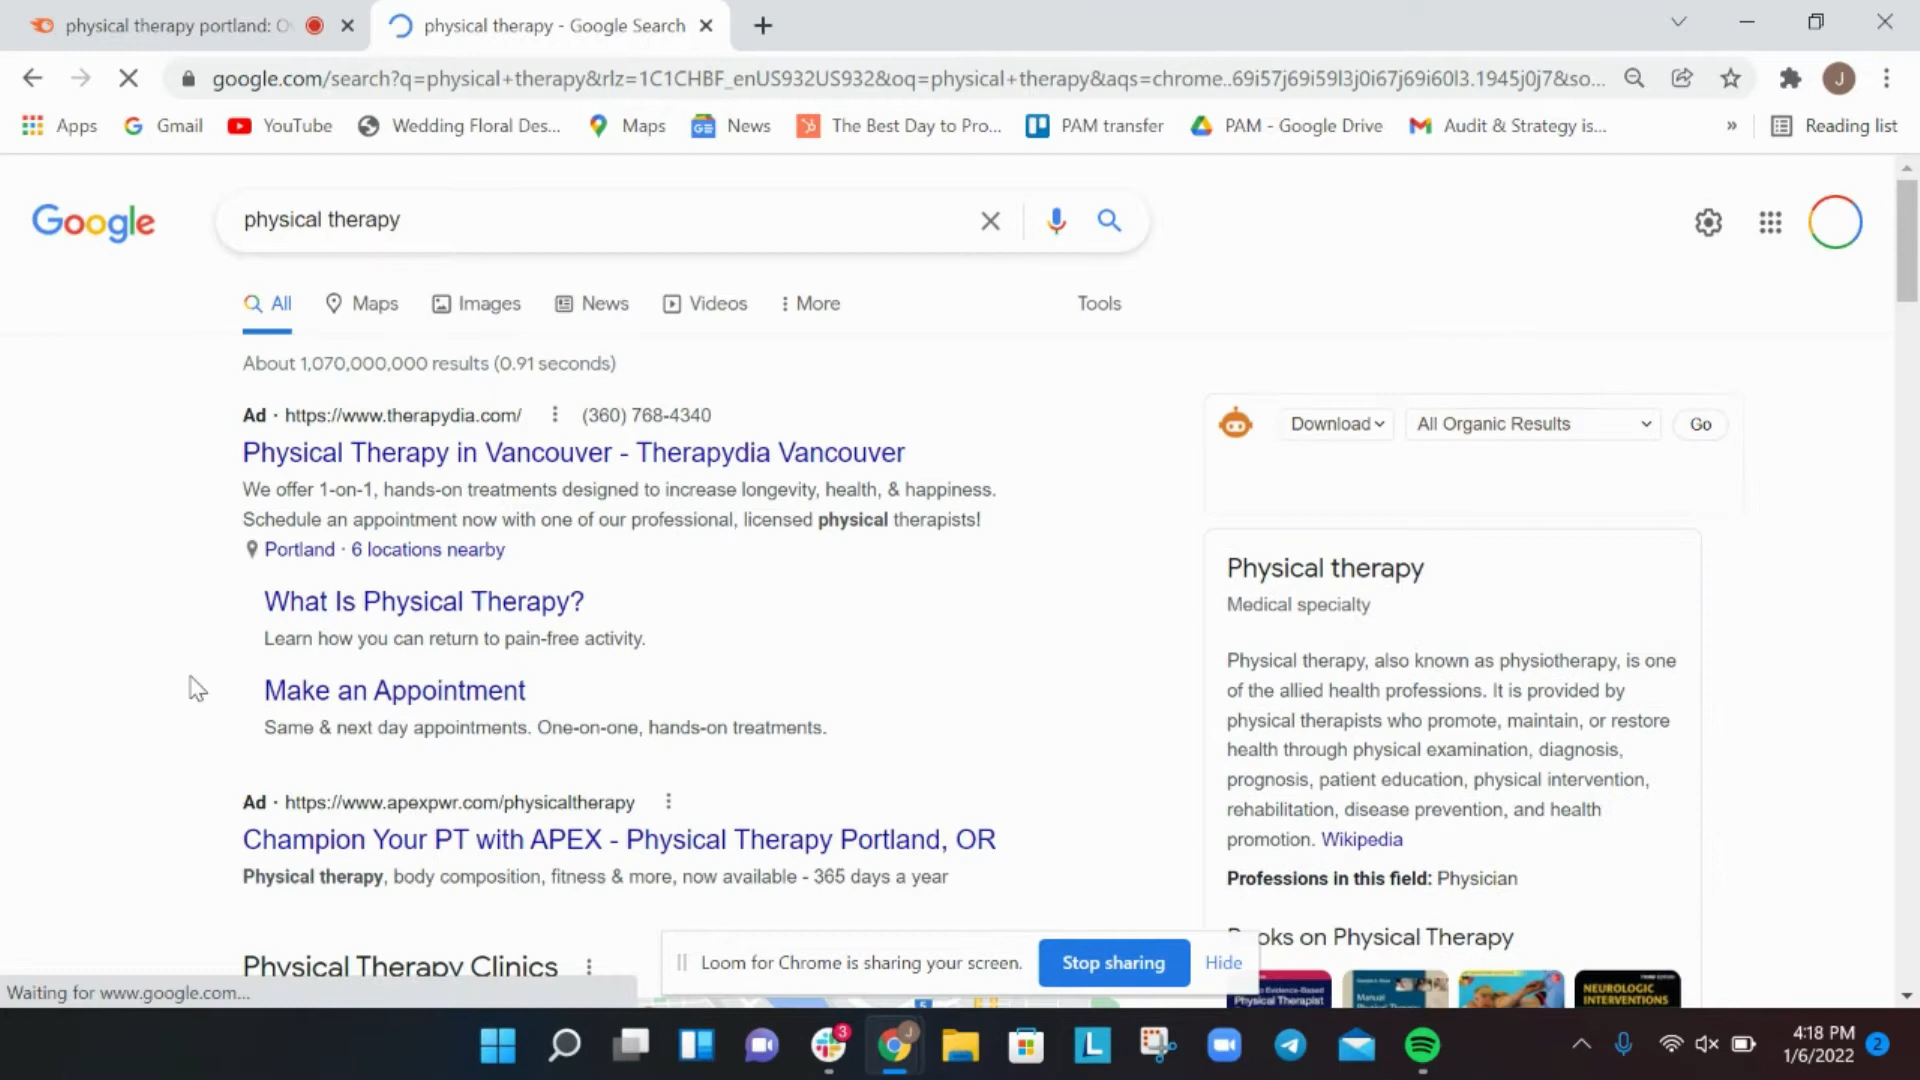 physical therapy portland: O
physical therapy - Google Search
google.com/search?q=physical+therapy&rlz=1C1CHBF_enUS932US932&oq=physical+therapy&aqs=chrome..69i57j69i59l3j0i67j69i60l3.1945j0j7&so...
J
Apps
Gmail
YouTube
Wedding Floral Des...
Maps
News
The Best Day to Pro...
PAM transfer
PAM - Google Drive
Audit & Strategy is...
»
Reading list
Google
physical therapy
All
Maps
Images
News
Videos
More
Tools
About 1,070,000,000 results (0.91 seconds)
Ad · https://www.therapydia.com/ (360) 768-4340
Physical Therapy in Vancouver - Therapydia Vancouver
We offer 1-on-1, hands-on treatments designed to increase longevity, health, & happiness.
Schedule an appointment now with one of our professional, licensed physical therapists!
Portland · 6 locations nearby
What Is Physical Therapy?
Learn how you can return to pain-free activity.
Make an Appointment
Same & next day appointments. One-on-one, hands-on treatments.
Ad · https://www.apexpwr.com/physicaltherapy
Champion Your PT with APEX - Physical Therapy Portland, OR
Physical therapy, body composition, fitness & more, now available - 365 days a year
Physical Therapy Clinics
Download
All Organic Results
Go
Physical therapy
Medical specialty
Physical therapy, also known as physiotherapy, is one
of the allied health professions. It is provided by
physical therapists who promote, maintain, or restore
health through physical examination, diagnosis,
prognosis, patient education, physical intervention,
rehabilitation, disease prevention, and health
promotion. Wikipedia
Professions in this field: Physician
oks on Physical Therapy
Evidence-Based
Physical Therapist
Manual
NEUROLOGIC
INTERVENTIONS
Loom for Chrome is sharing your screen.
Stop sharing
Hide
Waiting for www.google.com...
3
J
L
4:18 PM
1/6/2022
2